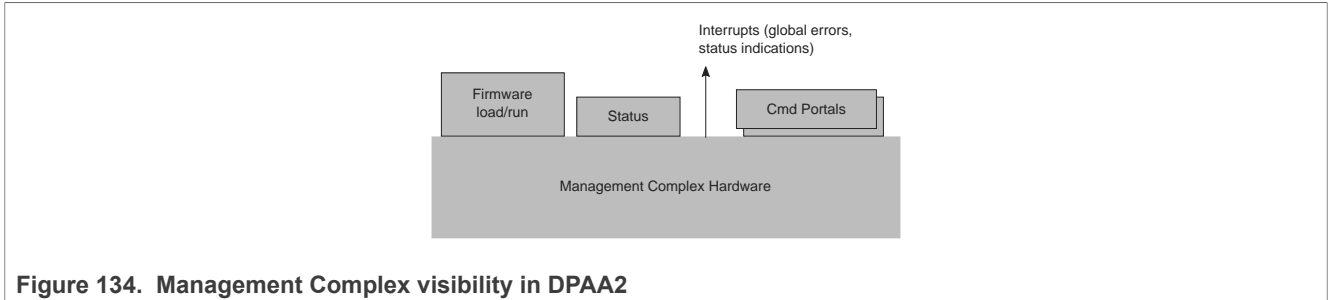 Interrupts (global errors,
status indications)
Firmware
load/run
Status
Cmd Portals
Management Complex Hardware
Figure 134. Management Complex visibility in DPAA2